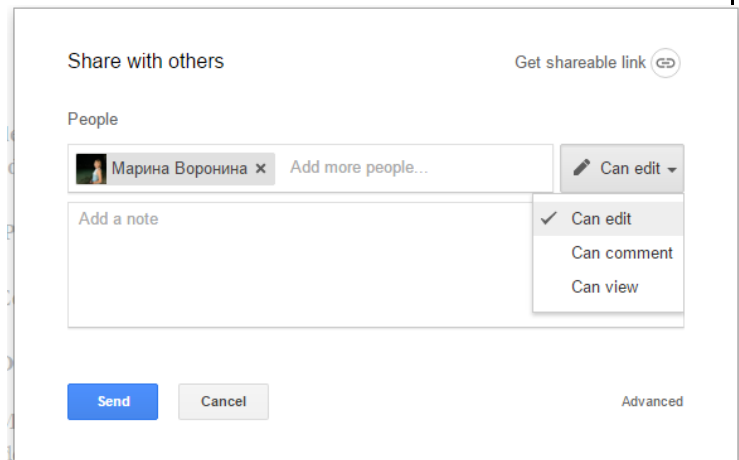 Share with others
Get shareable link
People
Марина Воронина × Add more people...
Can edit
Add a note
Can edit
Can comment
Can view
Send
Cancel
Advanced